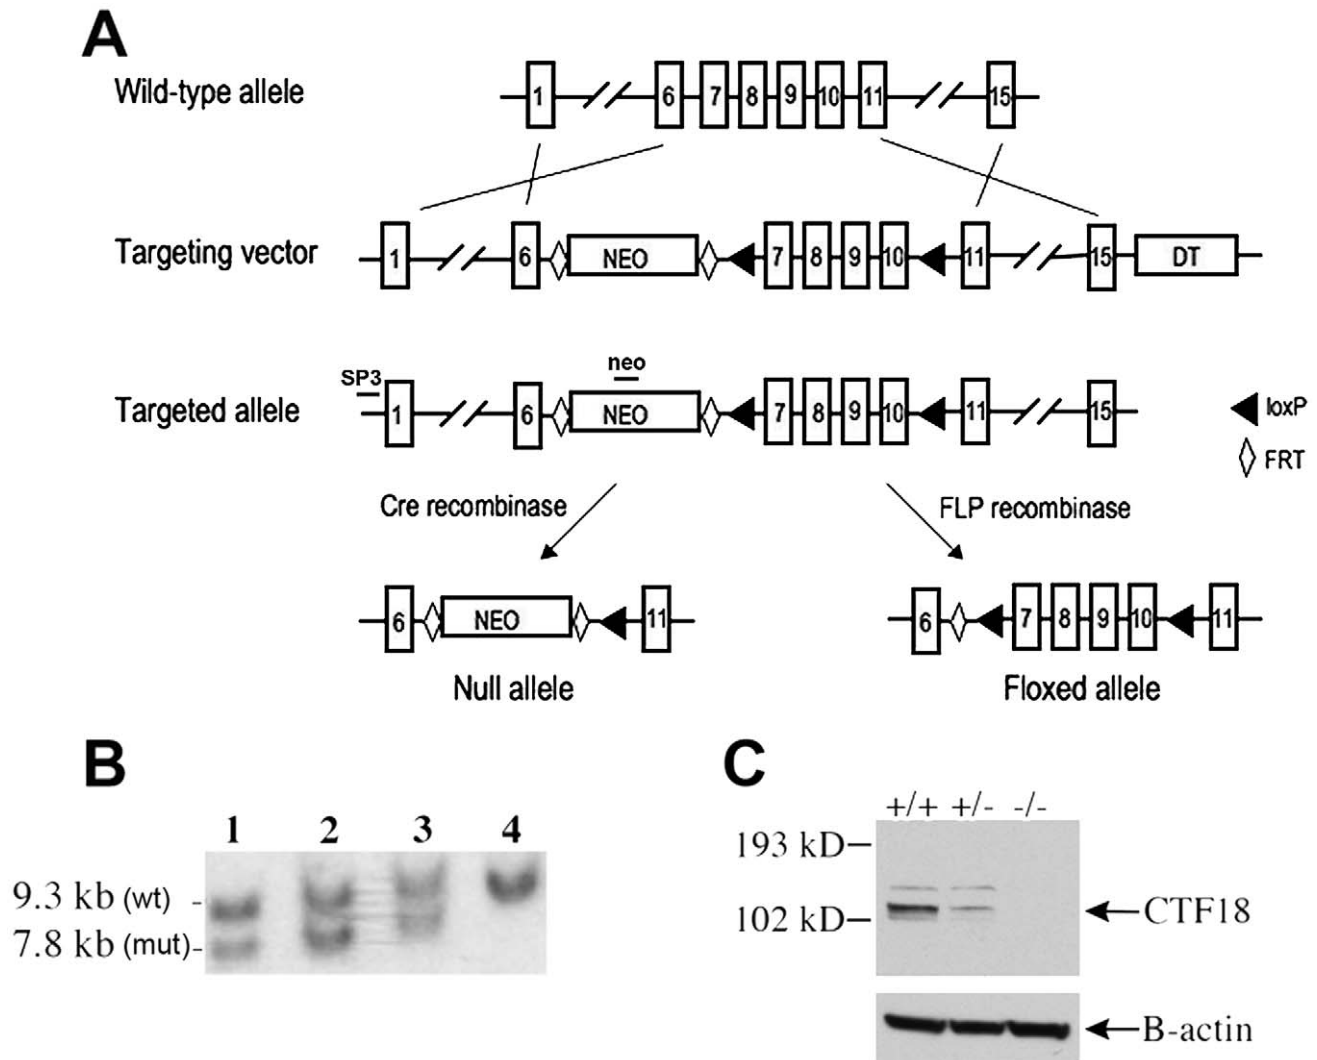 A
Wild-type allele
1 6 7 8 9 10 11 15
Targeting vector
1 6 NEO 7 8 9 10 11 15 DT
SP3 neo
Targeted allele
1 6 NEO 7 8 9 10 11 15
loxP
FRT
Cre recombinase
FLP recombinase
6 NEO 11
6 7 8 9 10 11
Null allele
Floxed allele
B
1 2 3 4
9.3 kb (wt)
7.8 kb (mut)
C
+/+ +/- -/-
193 kD
102 kD
CTF18
B-actin